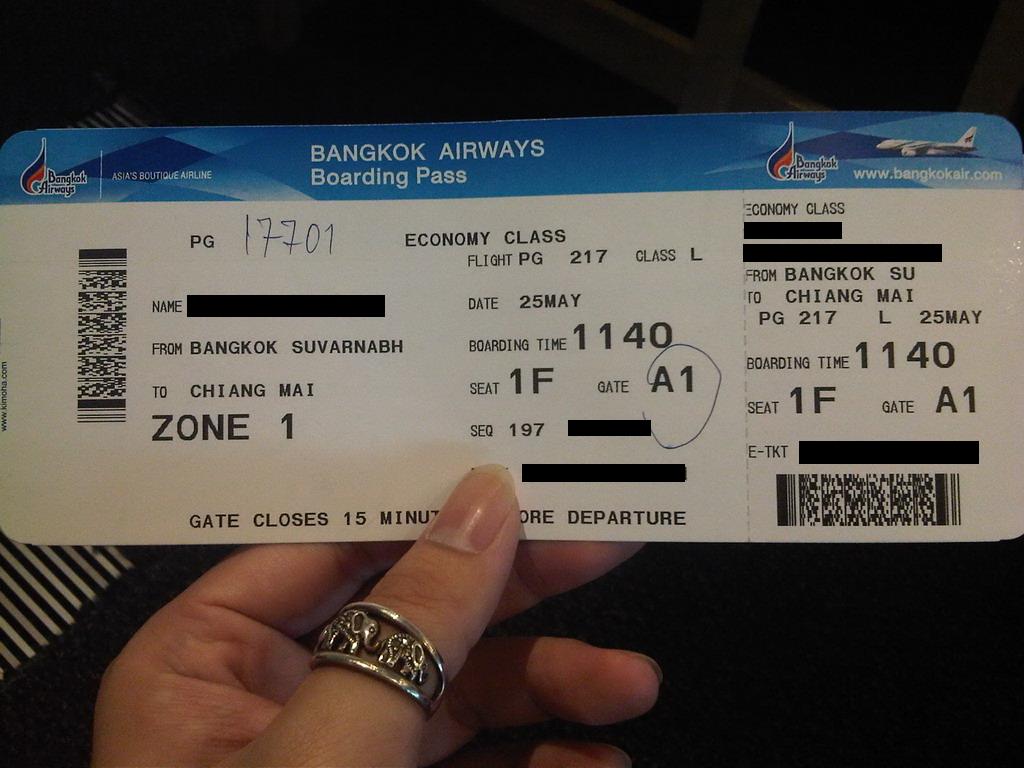 Bangkok Airways
ASIA'S BOUTIQUE AIRLINE
BANGKOK AIRWAYS
Boarding Pass
Bangkok Airways
www.bangkokair.com
PG 17701
ECONOMY CLASS
FLIGHT PG 217 CLASS L
NAME
DATE 25MAY
FROM BANGKOK SUVARNABH
BOARDING TIME 1140
TO CHIANG MAI
SEAT 1F GATE A1
ZONE 1
SEQ 197
GATE CLOSES 15 MINUT ORE DEPARTURE
www.kimoha.com
ECONOMY CLASS
FROM BANGKOK SU
TO CHIANG MAI
PG 217 L 25MAY
BOARDING TIME 1140
SEAT 1F GATE A1
E-TKT